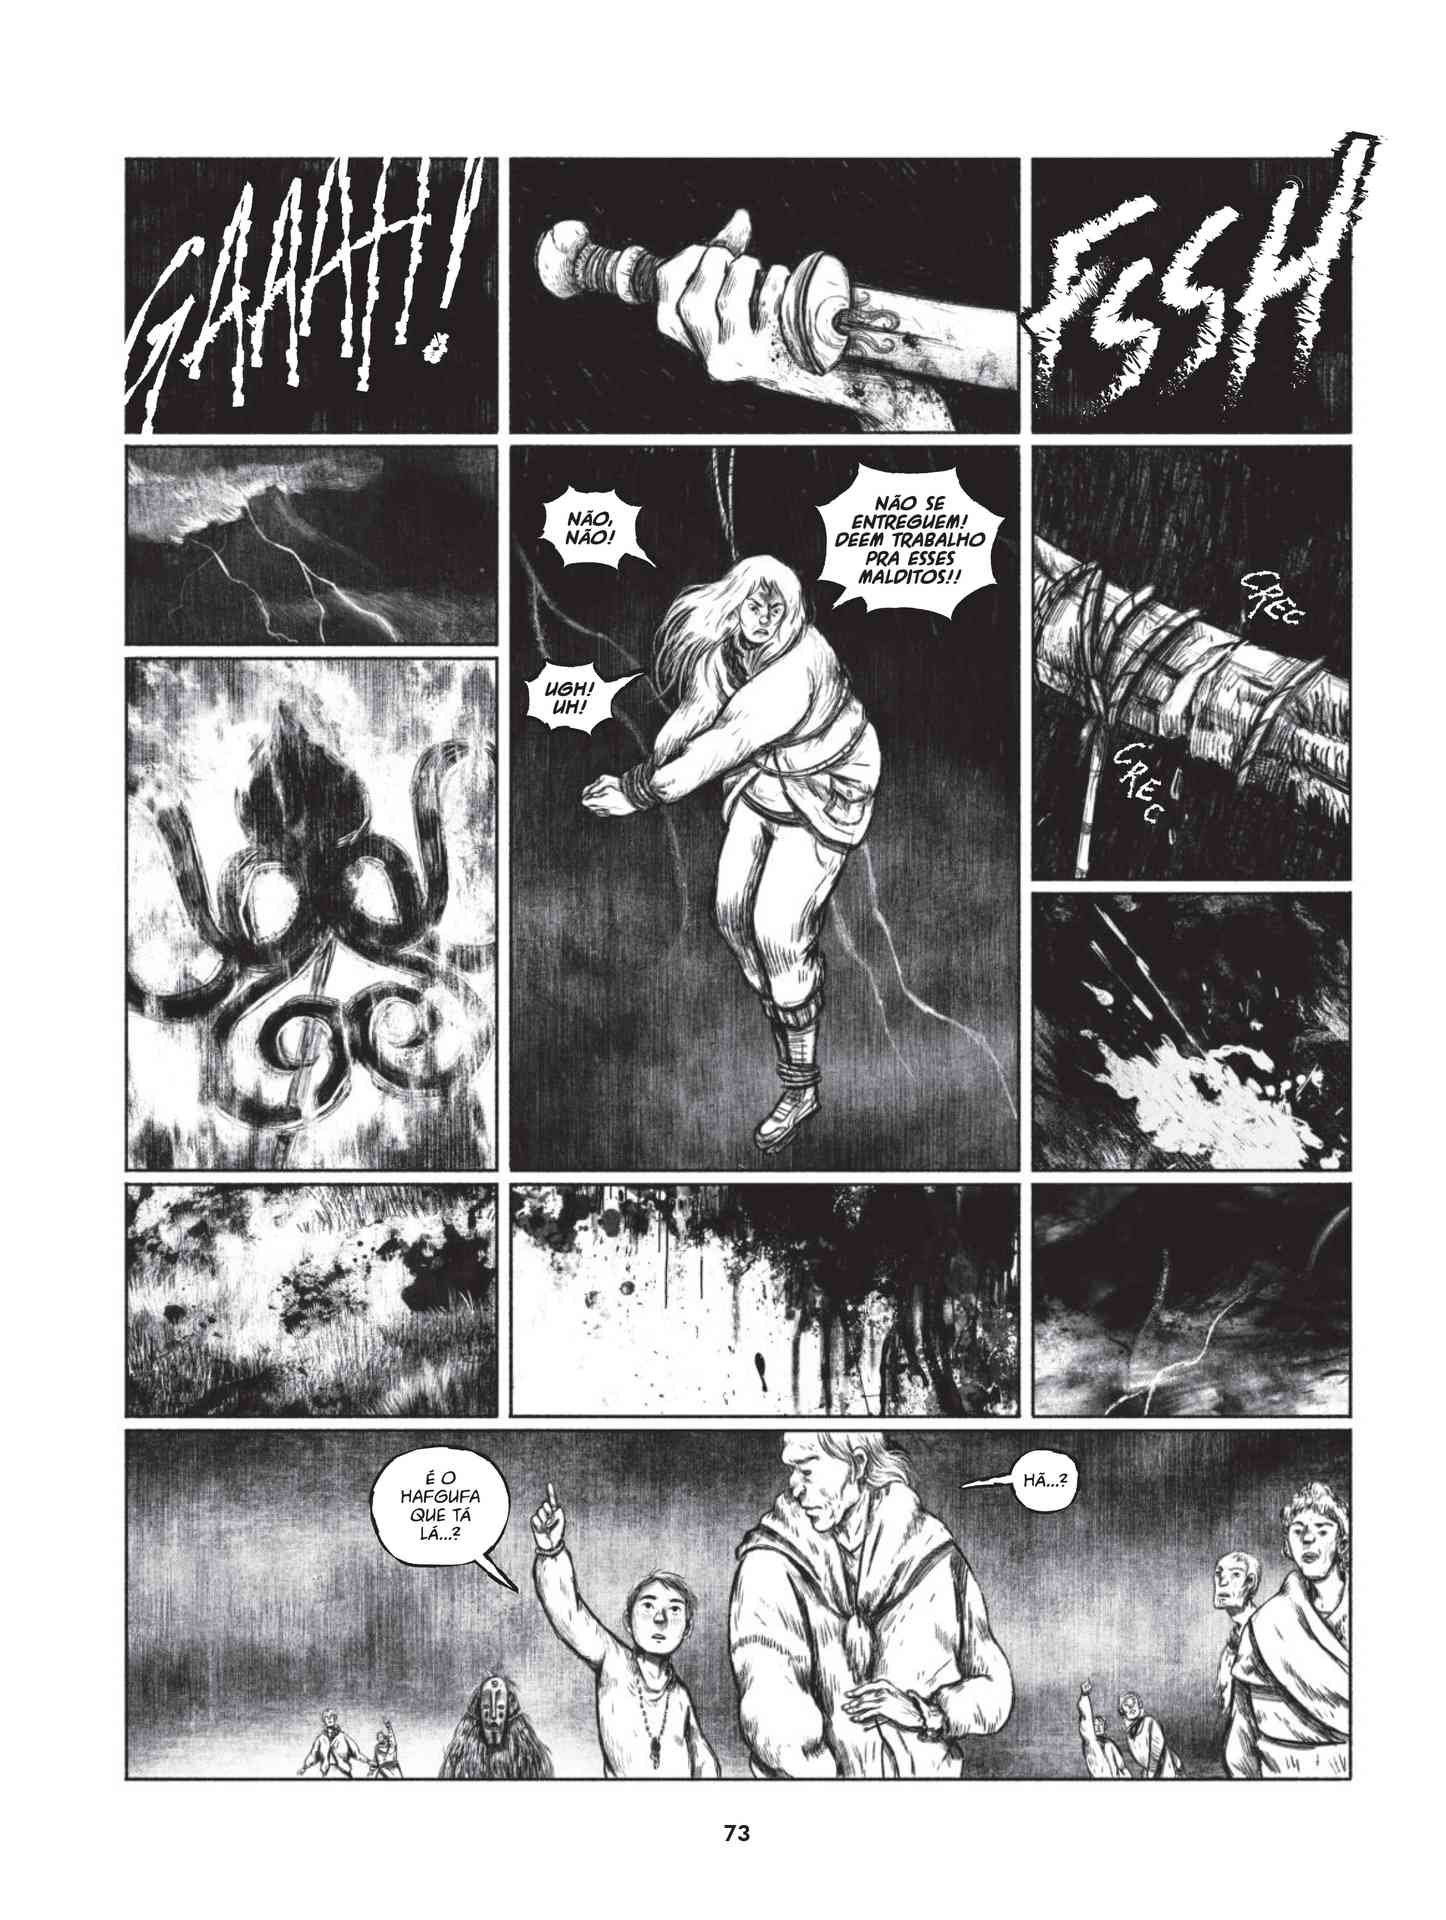 GAAAH!
FSSH
NÃO,
NÃO!
NÃO SE
ENTREGUEM!
DEEM TRABALHO
PRA ESSES
MALDITOS!!
UGH!
UH!
CREC
CREC
É O
HAFGUFA
QUE TÁ
LÁ...?
HÃ...?
73